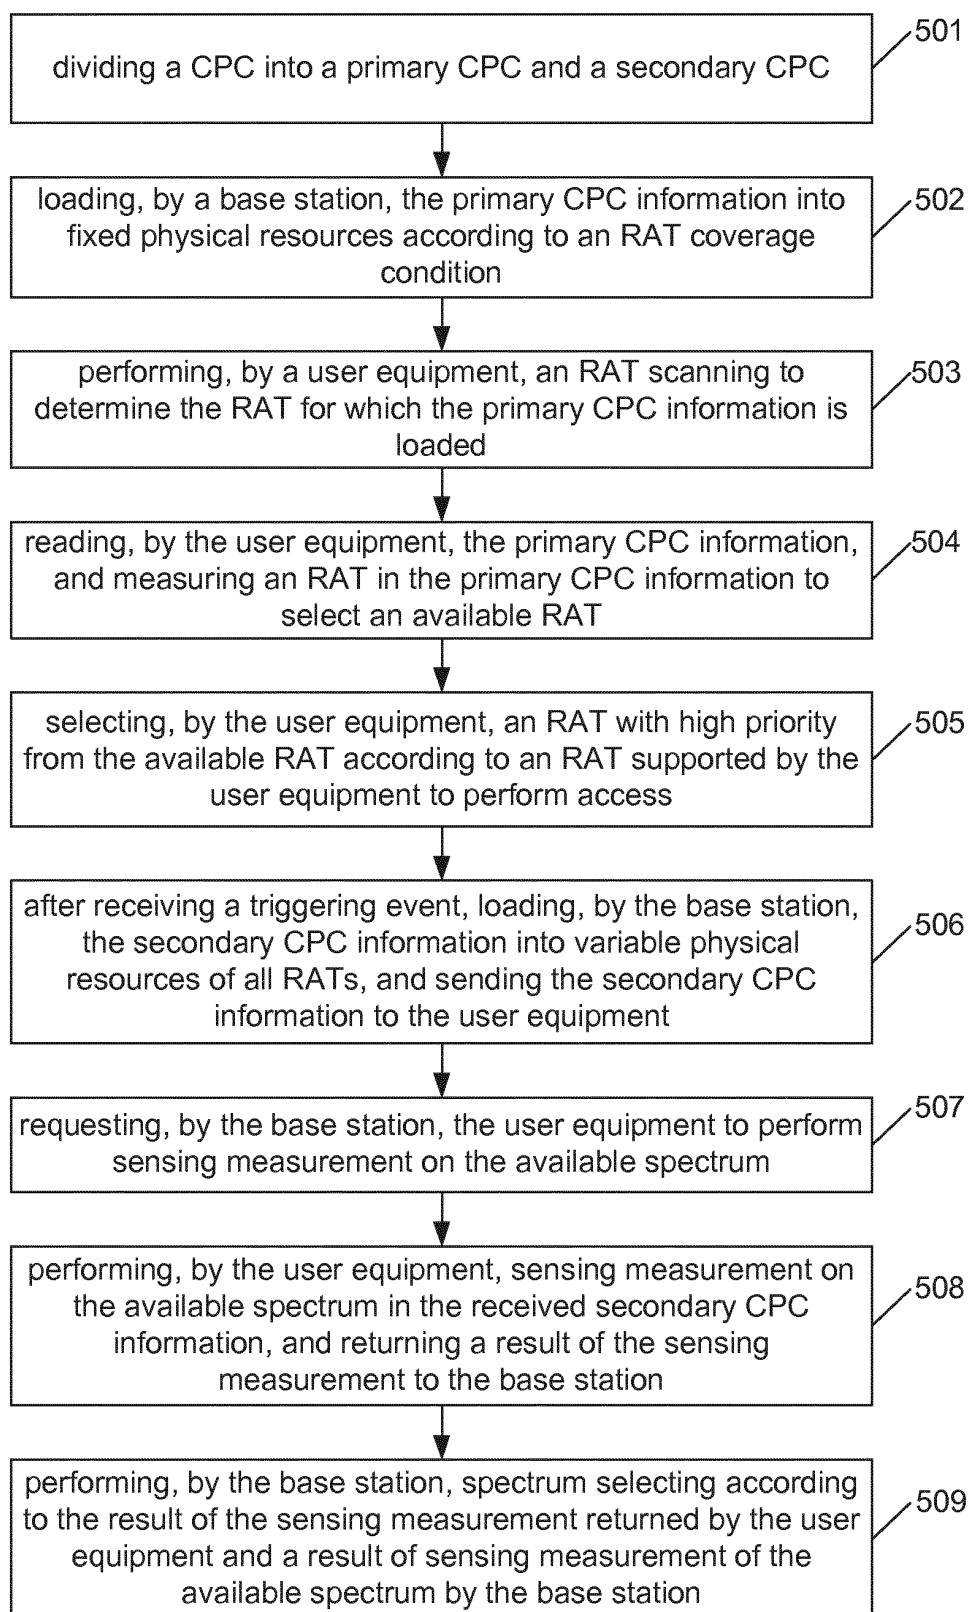 501
dividing a CPC into a primary CPC and a secondary CPC
loading, by a base station, the primary CPC information into
fixed physical resources according to an RAT coverage
condition
502
performing, by a user equipment, an RAT scanning to
determine the RAT for which the primary CPC information is
loaded
503
reading, by the user equipment, the primary CPC information,
and measuring an RAT in the primary CPC information to
select an available RAT
504
selecting, by the user equipment, an RAT with high priority
from the available RAT according to an RAT supported by the
user equipment to perform access
505
after receiving a triggering event, loading, by the base station,
the secondary CPC information into variable physical
resources of all RATs, and sending the secondary CPC
information to the user equipment
506
requesting, by the base station, the user equipment to perform
sensing measurement on the available spectrum
507
performing, by the user equipment, sensing measurement on
the available spectrum in the received secondary CPC
information, and returning a result of the sensing
measurement to the base station
508
performing, by the base station, spectrum selecting according
to the result of the sensing measurement returned by the user
equipment and a result of sensing measurement of the
available spectrum by the base station
509